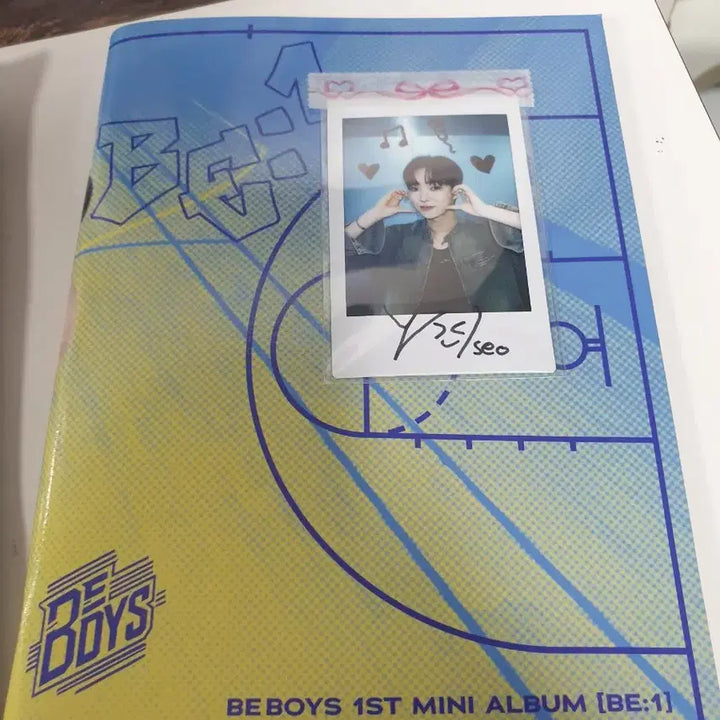 BE:1
seo
BE
BOYS
BEBOYS 1ST MINI ALBUM [BE:1]